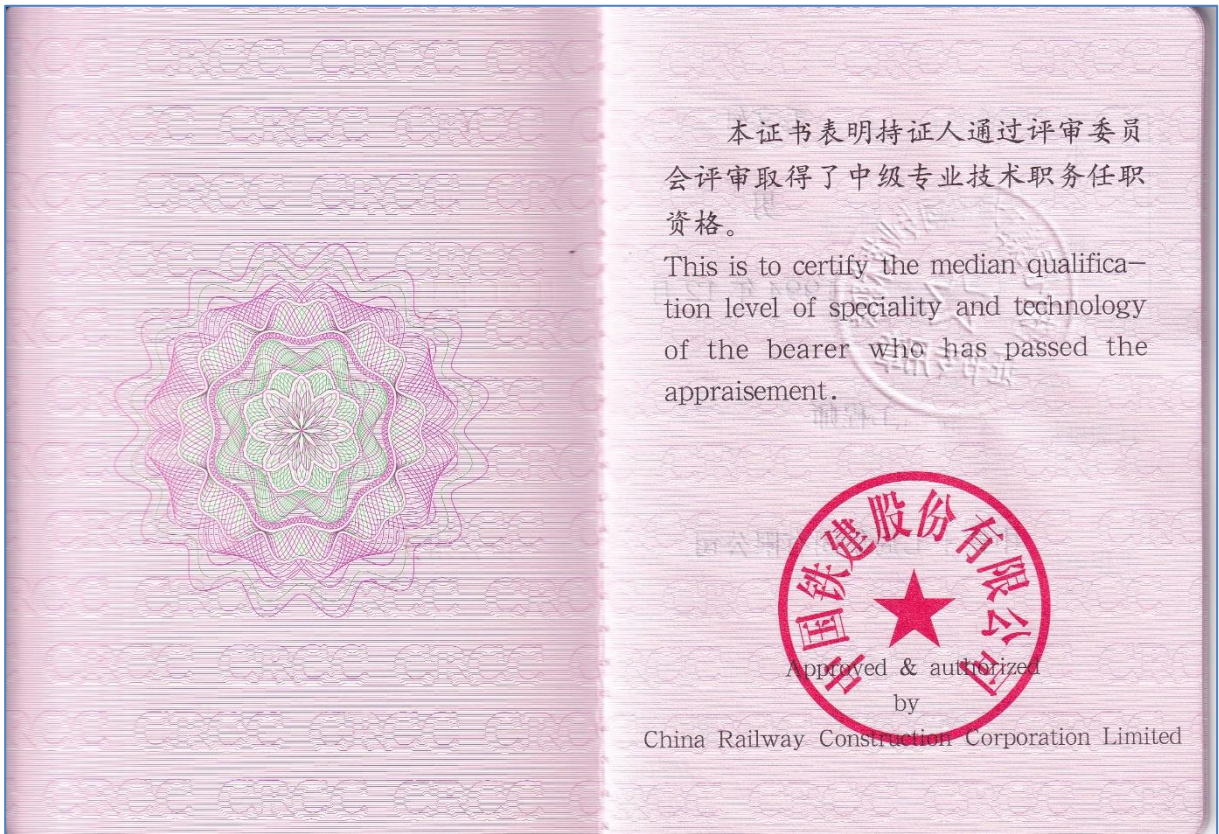 CRCC CRCC CRCC
本证书表明持证人通过评审委员
会评审取得了中级专业技术职务任职
资格。
This is to certify the median qualifica-
tion level of speciality and technology
of the bearer who has passed the
appraisement.
中国铁建股份有限公司
Approved & authorized
by
China Railway Construction Corporation Limited